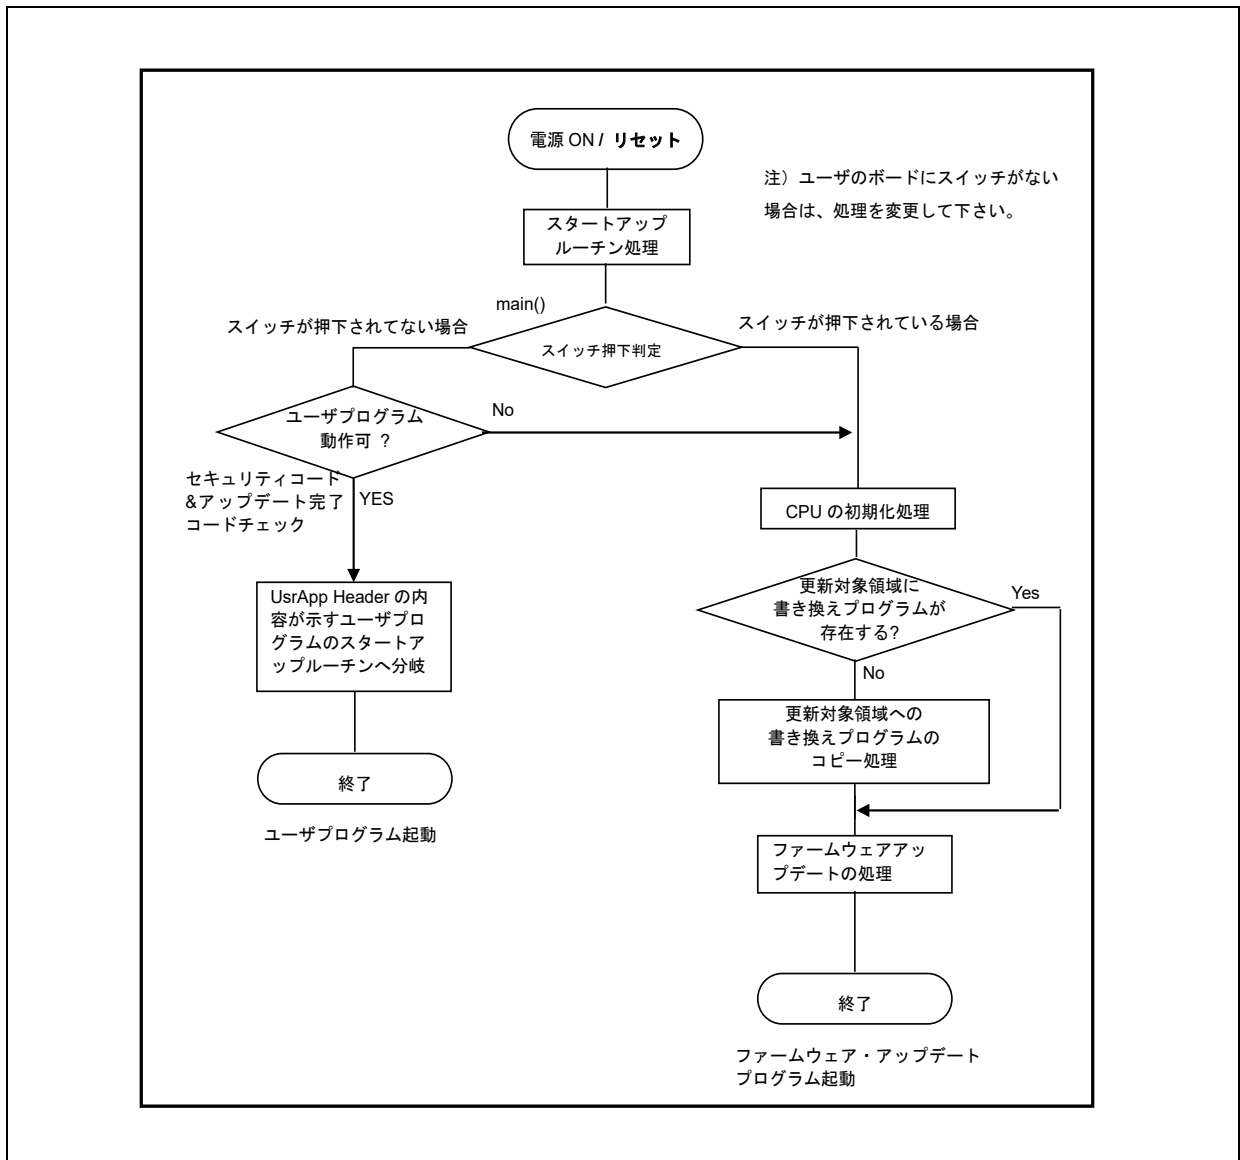 電源 ON / リセット
注）ユーザのボードにスイッチがない
場合は、処理を変更して下さい。
スタートアップ
ルーチン処理
main()
スイッチが押下されてない場合
スイッチが押下されている場合
スイッチ押下判定
ユーザプログラム
動作可 ?
No
セキュリティコード
&アップデート完了
コードチェック
YES
CPU の初期化処理
UsrApp Header の内
容が示すユーザプロ
グラムのスタートア
ップルーチンへ分岐
更新対象領域に
書き換えプログラムが
存在する?
Yes
No
更新対象領域への
書き換えプログラムの
コピー処理
終了
ユーザプログラム起動
ファームウェアアッ
プデートの処理
終了
ファームウェア・アップデート
プログラム起動